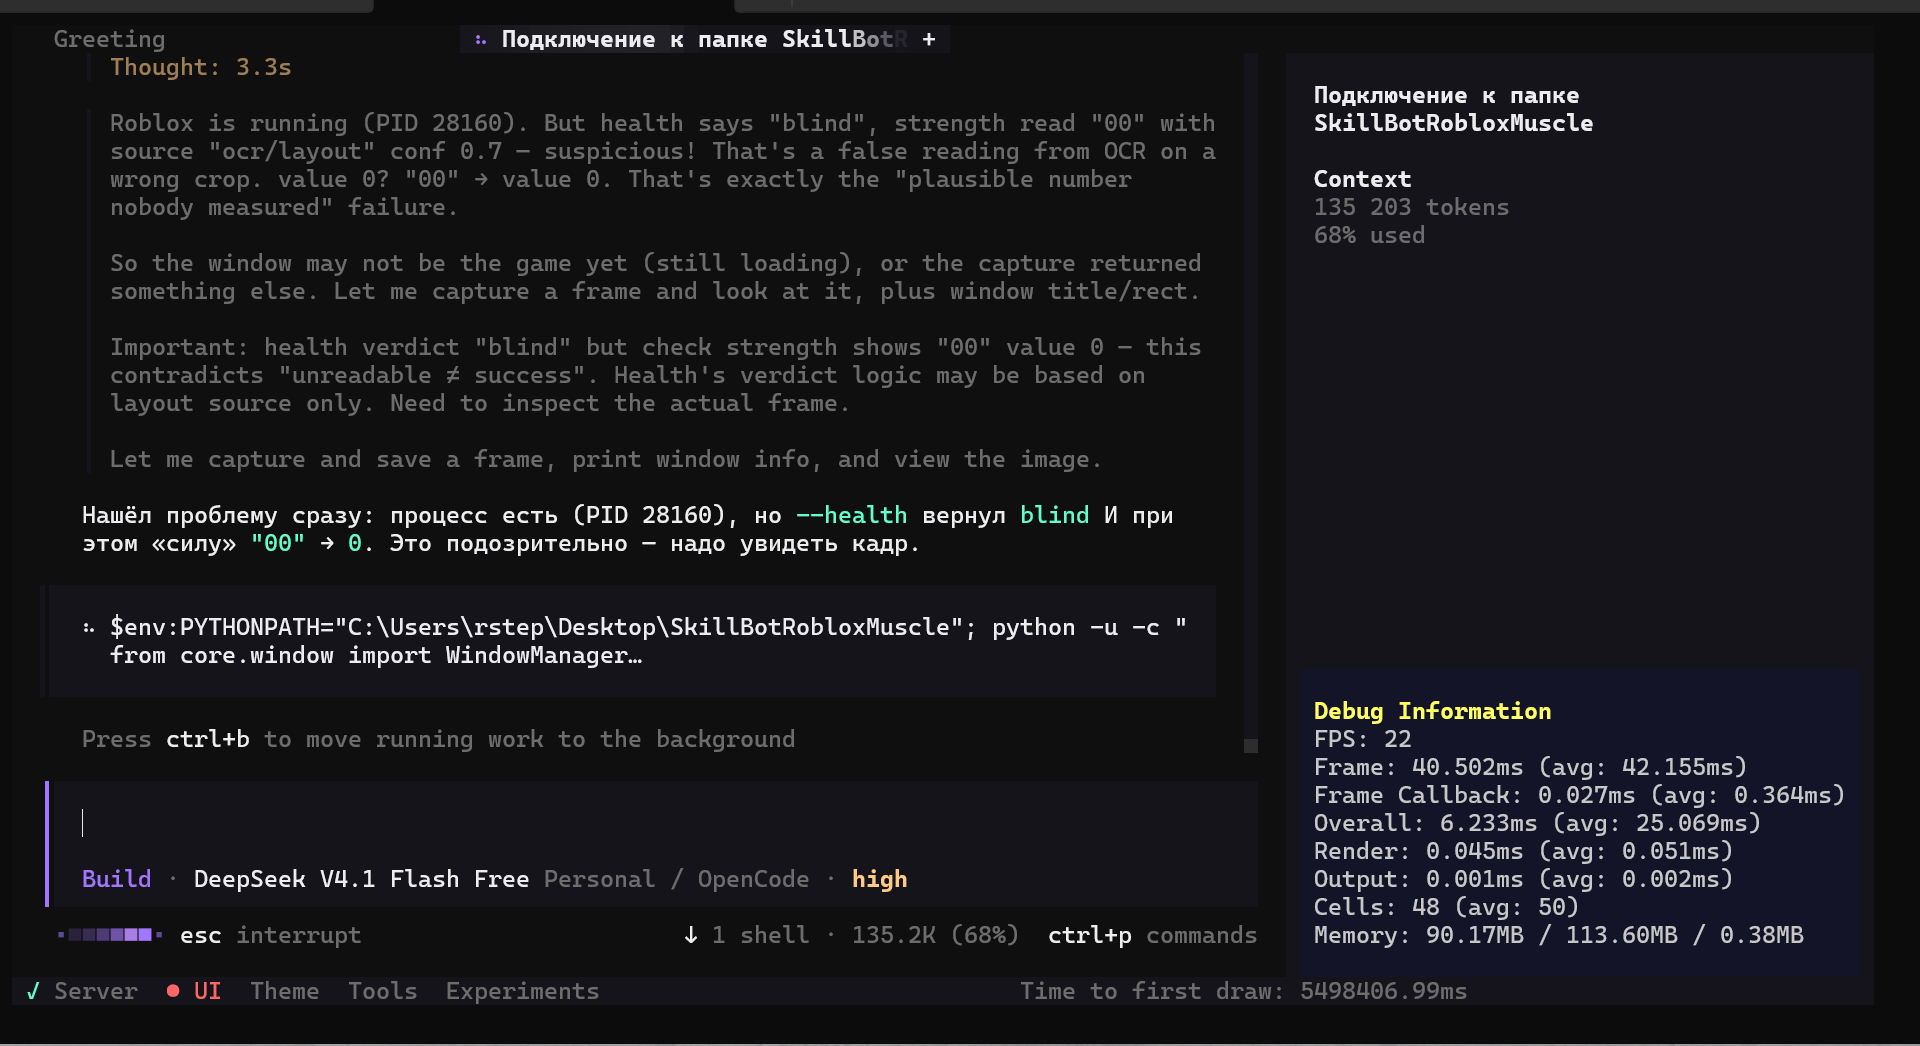 Greeting
Подключение к папке SkillBotR +
Thought: 3.3s
Roblox is running (PID 28160). But health says "blind", strength read "00" with
source "ocr/layout" conf 0.7 — suspicious! That's a false reading from OCR on a
wrong crop. value 0? "00" → value 0. That's exactly the "plausible number
nobody measured" failure.
So the window may not be the game yet (still loading), or the capture returned
something else. Let me capture a frame and look at it, plus window title/rect.
Important: health verdict "blind" but check strength shows "00" value 0 — this
contradicts "unreadable ≠ success". Health's verdict logic may be based on
layout source only. Need to inspect the actual frame.
Let me capture and save a frame, print window info, and view the image.
Нашёл проблему сразу: процесс есть (PID 28160), но --health вернул blind И при
этом «силу» "00" → 0. Это подозрительно — надо увидеть кадр.
$env:PYTHONPATH="C:\Users\rstep\Desktop\SkillBotRobloxMuscle"; python -u -c "
from core.window import WindowManager…
Press ctrl+b to move running work to the background
Build · DeepSeek V4.1 Flash Free Personal / OpenCode · high
esc interrupt
↓ 1 shell · 135.2K (68%) ctrl+p commands
Подключение к папке
SkillBotRobloxMuscle
Context
135 203 tokens
68% used
Debug Information
FPS: 22
Frame: 40.502ms (avg: 42.155ms)
Frame Callback: 0.027ms (avg: 0.364ms)
Overall: 6.233ms (avg: 25.069ms)
Render: 0.045ms (avg: 0.051ms)
Output: 0.001ms (avg: 0.002ms)
Cells: 48 (avg: 50)
Memory: 90.17MB / 113.60MB / 0.38MB
✓ Server ● UI Theme Tools Experiments
Time to first draw: 5498406.99ms